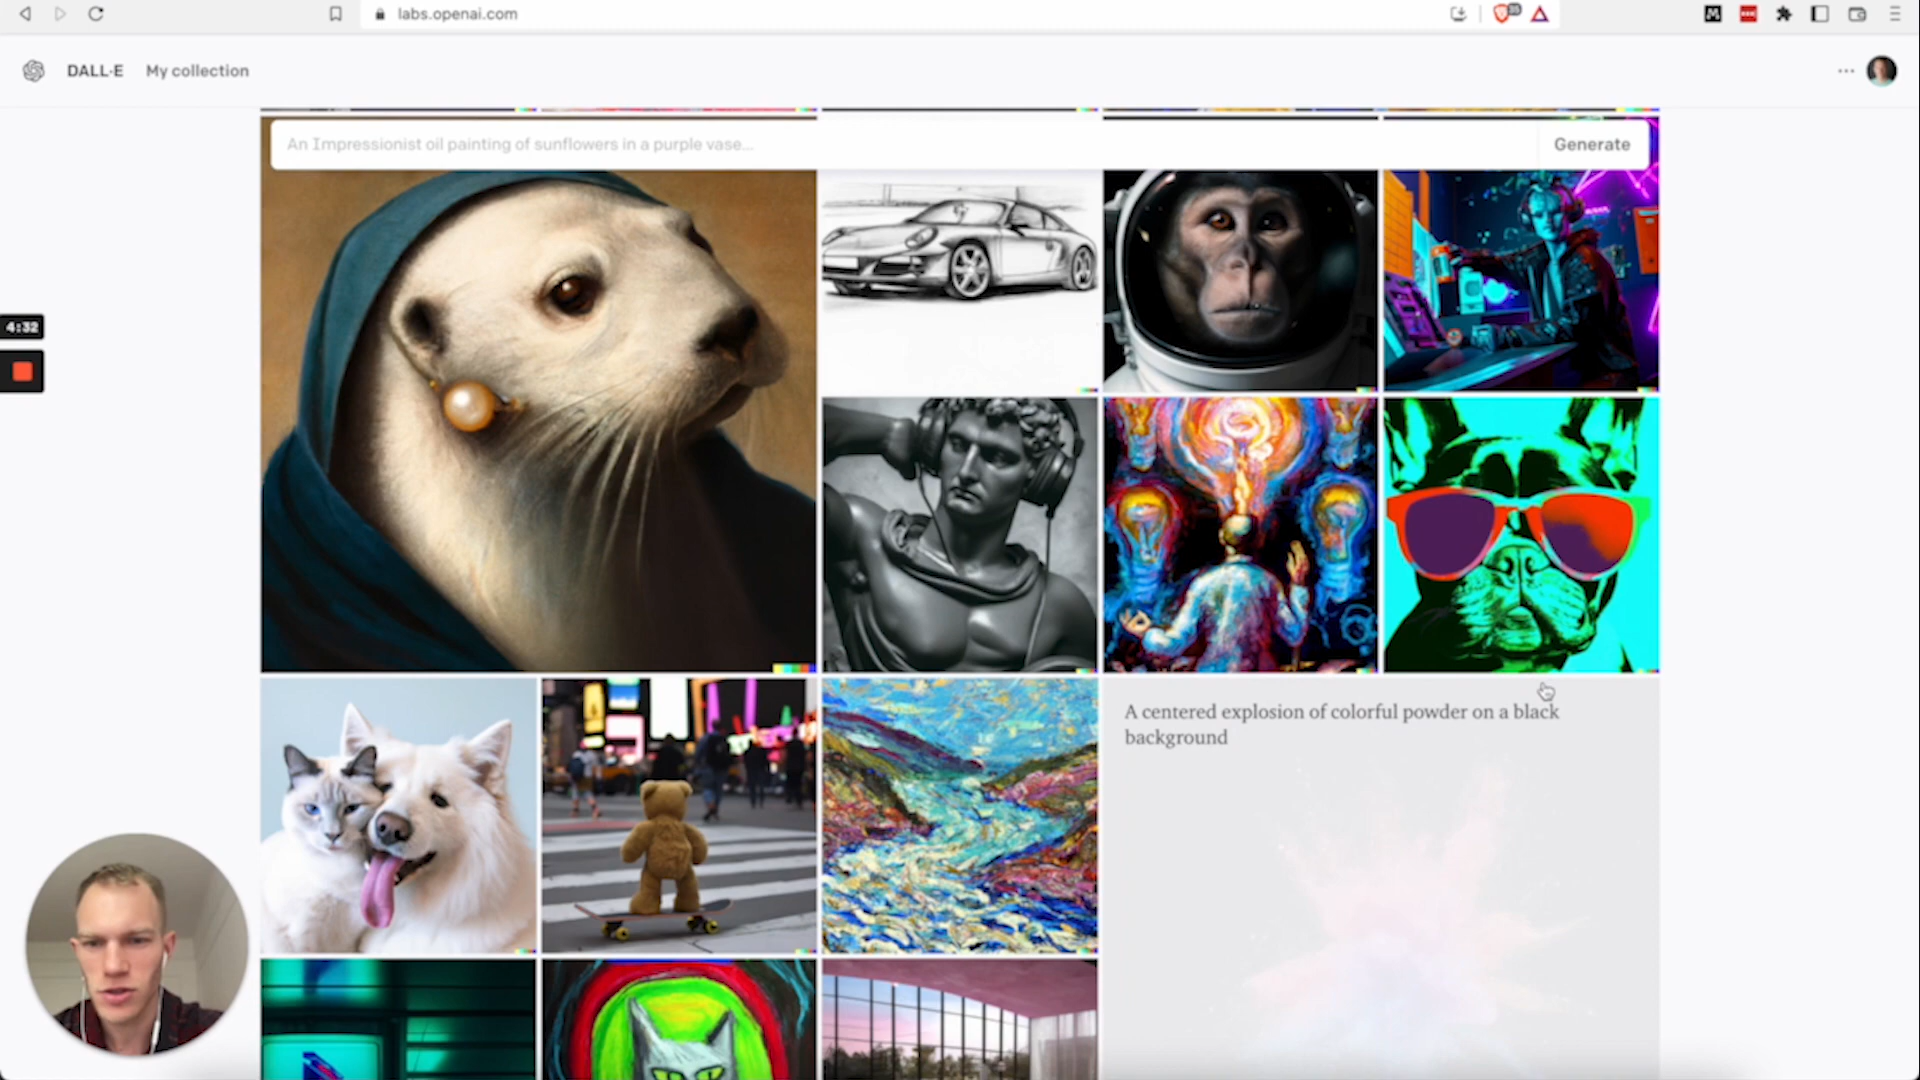 labs.openai.com
DALL·E
My collection
An Impressionist oil painting of sunflowers in a purple vase...
Generate
4:32
A centered explosion of colorful powder on a black
background